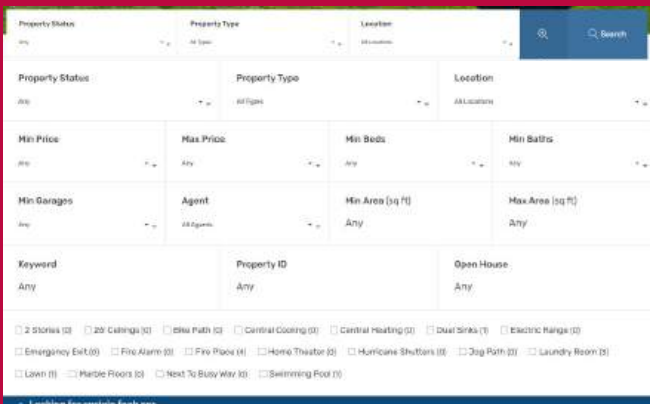 Property Status Property Type Location
Any All Types All Locations
Search
Property Status Property Type Location
Any All Types All Locations
Min Price Max Price Min Beds Min Baths
Any Any Any Any
Min Garages Agent Min Area (sq ft) Max Area (sq ft)
Any All Agents Any Any
Keyword Property ID Open House
Any Any Any
2 Stories (0) 26' Ceilings (0) Bike Path (0) Central Cooling (0) Central Heating (0) Dual Sinks (1) Electric Range (0)
Emergency Exit (0) Fire Alarm (0) Fire Place (4) Home Theater (0) Hurricane Shutters (0) Jog Path (0) Laundry Room (3)
Lawn (1) Marble Floors (0) Next To Busy Way (0) Swimming Pool (1)
Looking for certain features